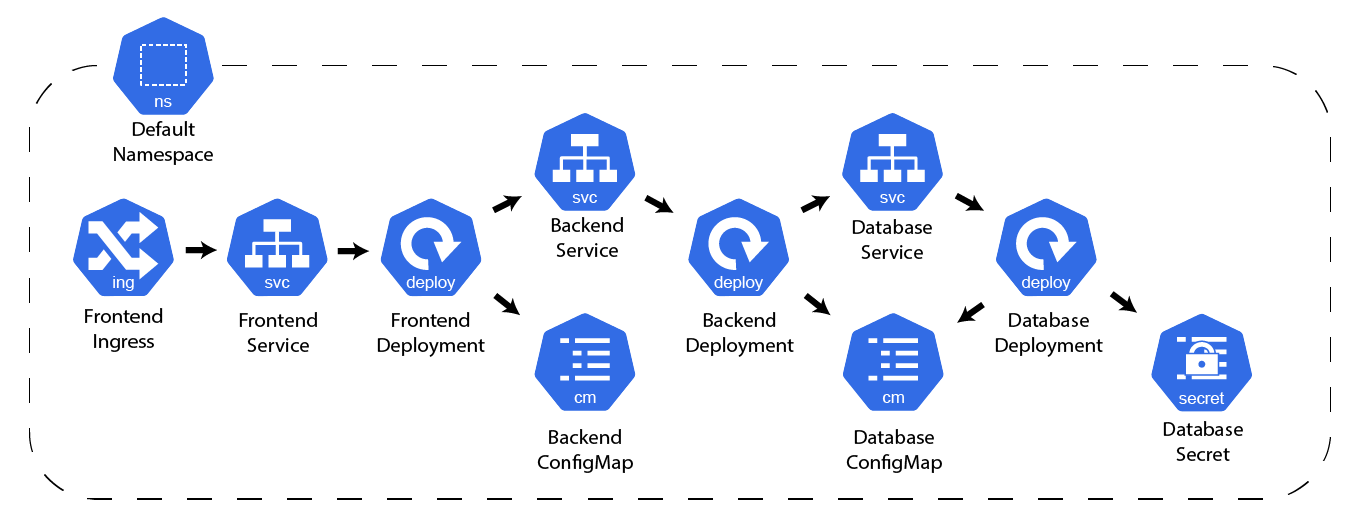 ns
Default
Namespace
ing
Frontend
Ingress
svc
Frontend
Service
deploy
Frontend
Deployment
svc
Backend
Service
cm
Backend
ConfigMap
deploy
Backend
Deployment
svc
Database
Service
cm
Database
ConfigMap
deploy
Database
Deployment
secret
Database
Secret